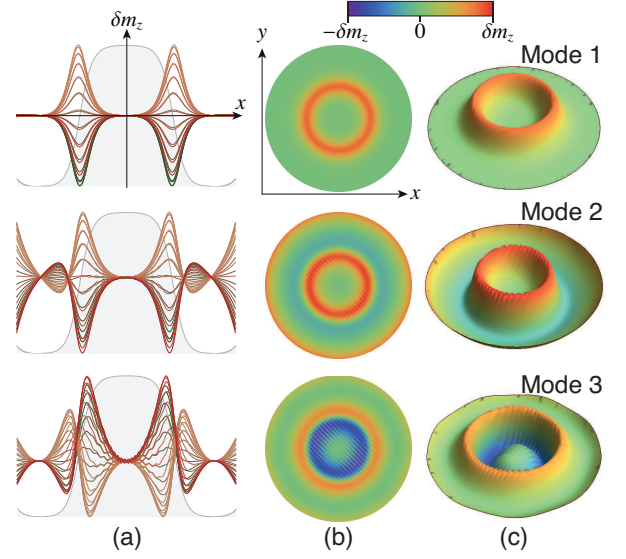 δm_z
−δm_z 0 δm_z
x
y
x
Mode 1
Mode 2
Mode 3
(a) (b) (c)